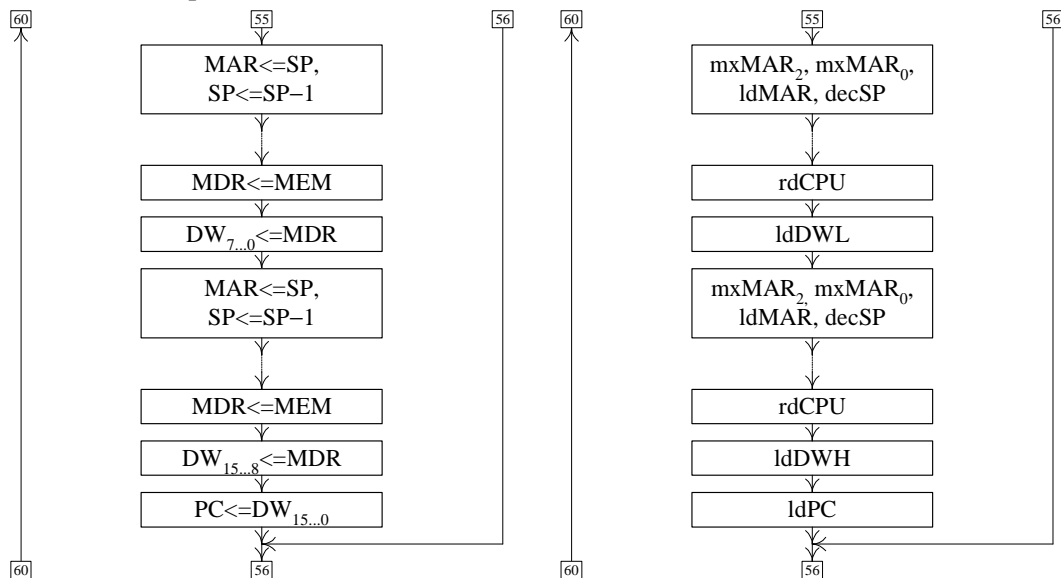 60 55 56 60 55 56
MAR<=SP,
SP<=SP−1
MDR<=MEM
DW7...0<=MDR
MAR<=SP,
SP<=SP−1
MDR<=MEM
DW15...8<=MDR
PC<=DW15...0
mxMAR2, mxMAR0,
ldMAR, decSP
rdCPU
ldDWL
mxMAR2, mxMAR0,
ldMAR, decSP
rdCPU
ldDWH
ldPC
60 56 60 56